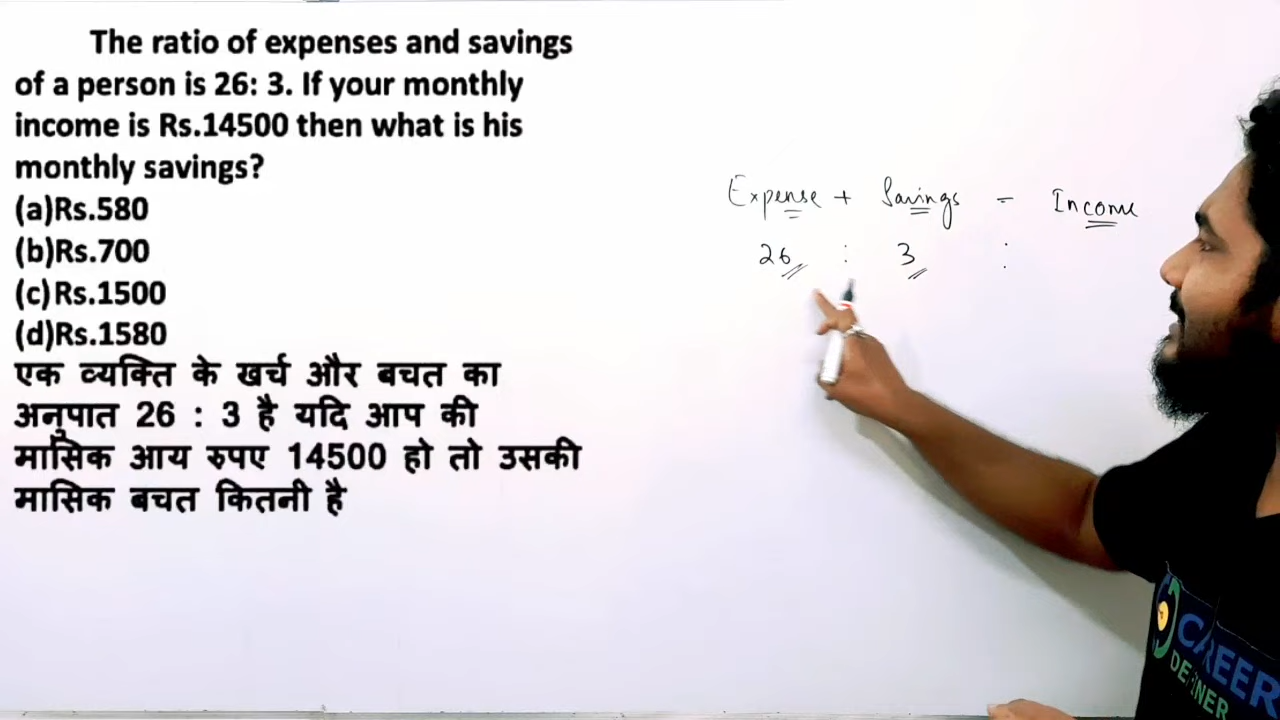 The ratio of expenses and savings
of a person is 26: 3. If your monthly
income is Rs.14500 then what is his
monthly savings?
(a)Rs.580
(b)Rs.700
(c)Rs.1500
(d)Rs.1580
एक व्यक्ति के खर्च और बचत का
अनुपात 26 : 3 है यदि आप की
मासिक आय रुपए 14500 हो तो उसकी
मासिक बचत कितनी है
Expense + Savings = Income
26 : 3 :
CAREER
DEFINER